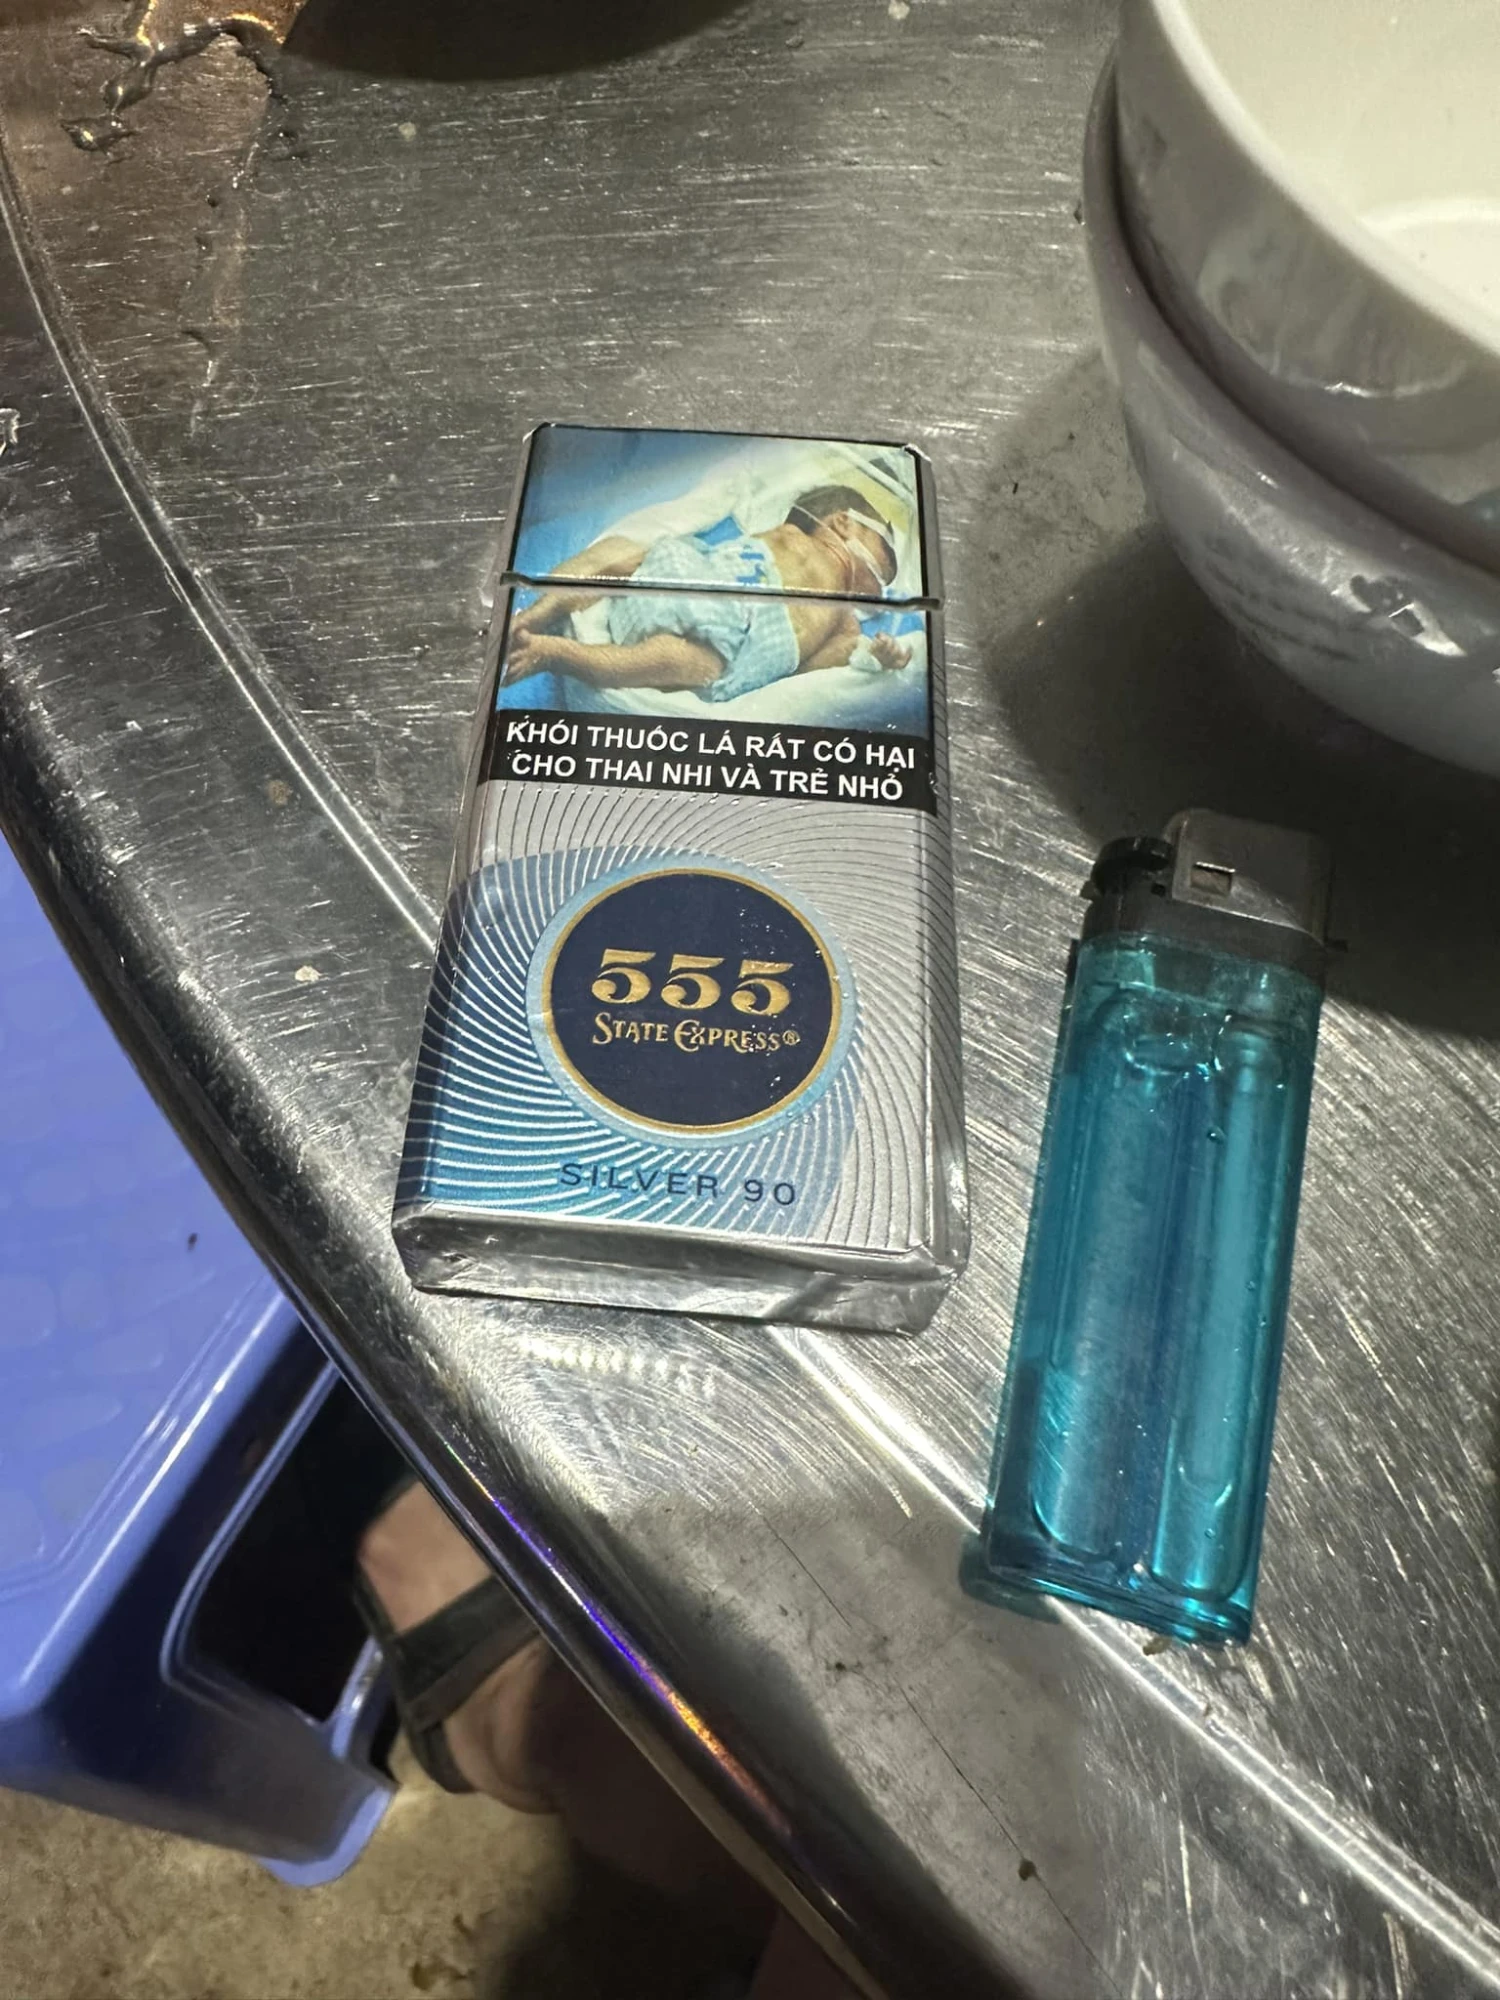 KHÓI THUỐC LÁ RẤT CÓ HẠI
CHO THAI NHI VÀ TRẺ NHỎ
555
STATE EXPRESS®
SILVER 90